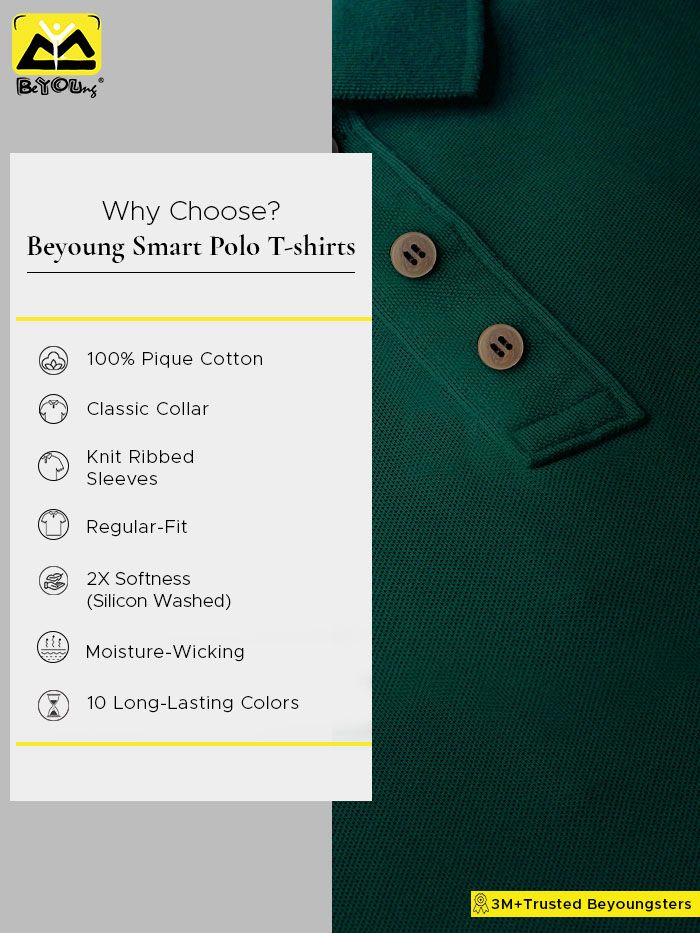 BeYOUng®
Why Choose?
Beyoung Smart Polo T-shirts
100% Pique Cotton
Classic Collar
Knit Ribbed
Sleeves
Regular-Fit
2X Softness
(Silicon Washed)
Moisture-Wicking
10 Long-Lasting Colors
3M+Trusted Beyoungsters